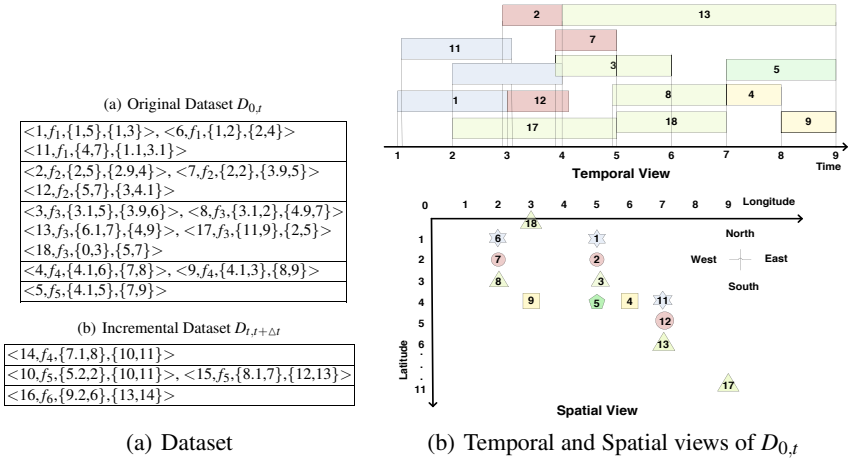 (a) Original Dataset D0,t
<1,f1,{1,5},{1,3}>, <6,f1,{1,2},{2,4}>
<11,f1,{4,7},{1.1,3.1}>
<2,f2,{2,5},{2.9,4}>, <7,f2,{2,2},{3.9,5}>
<12,f2,{5,7},{3,4.1}>
<3,f3,{3.1,5},{3.9,6}>, <8,f3,{3.1,2},{4.9,7}>
<13,f3,{6.1,7},{4,9}>, <17,f3,{11,9},{2,5}>
<18,f3,{0,3},{5,7}>
<4,f4,{4.1,6},{7,8}>, <9,f4,{4.1,3},{8,9}>
<5,f5,{4.1,5},{7,9}>
(b) Incremental Dataset Dt,t+△t
<14,f4,{7.1,8},{10,11}>
<10,f5,{5.2,2},{10,11}>, <15,f5,{8.1,7},{12,13}>
<16,f6,{9.2,6},{13,14}>
(a) Dataset
2 13
7
11
3
5
8 4
1 12
18 9
17
1 2 3 4 5 6 7 8 9
Time
Temporal View
0 1 2 3 4 5 6 7 8 9 Longitude
18
North
1 6 1
2 7 2 West East
3 8 3
South
4 9 5 4 11
5 12
6 13
.
.
11 17
Latitude
Spatial View
(b) Temporal and Spatial views of D0,t